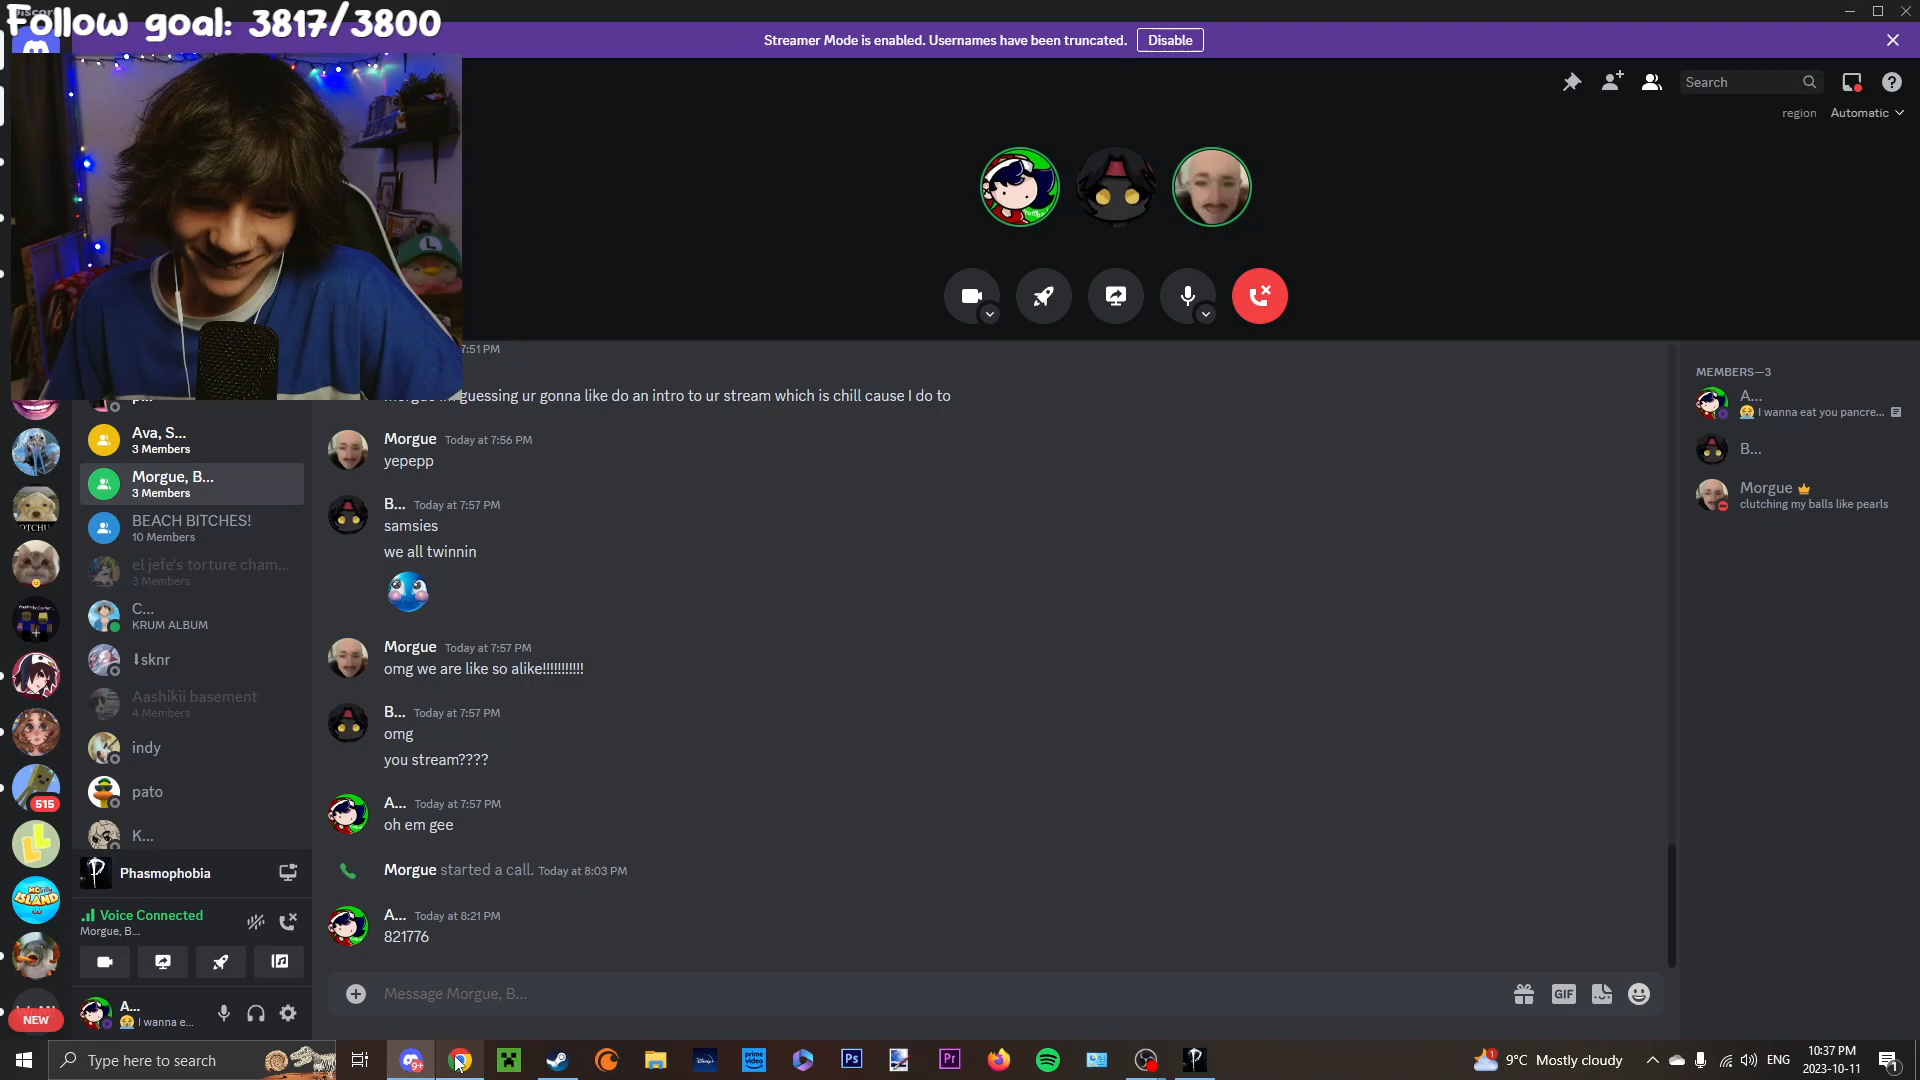 Follow goal: 3817/3800
Streamer Mode is enabled. Usernames have been truncated.
Disable
Search
region
Automatic
7:51 PM
guessing ur gonna like do an intro to ur stream which is chill cause I do to
Morgue Today at 7:56 PM
yepepp
B... Today at 7:57 PM
samsies
we all twinnin
Morgue Today at 7:57 PM
omg we are like so alike!!!!!!!!!!!
B... Today at 7:57 PM
omg
you stream????
A... Today at 7:57 PM
oh em gee
Morgue started a call. Today at 8:03 PM
A... Today at 8:21 PM
821776
Message Morgue, B...
GIF
Ava, S...
3 Members
Morgue, B...
3 Members
BEACH BITCHES!
10 Members
el jefe's torture cham...
3 Members
C...
KRUM ALBUM
⇂sknr
Aashikii basement
4 Members
indy
pato
K...
515
NEW
Phasmophobia
Voice Connected
Morgue, B...
A...
I wanna e...
MEMBERS—3
A...
I wanna eat you pancre...
B...
Morgue
clutching my balls like pearls
Type here to search
9+
Ps
Pr
prime video
1
9°C Mostly cloudy
ENG
10:37 PM
2023-10-11
1